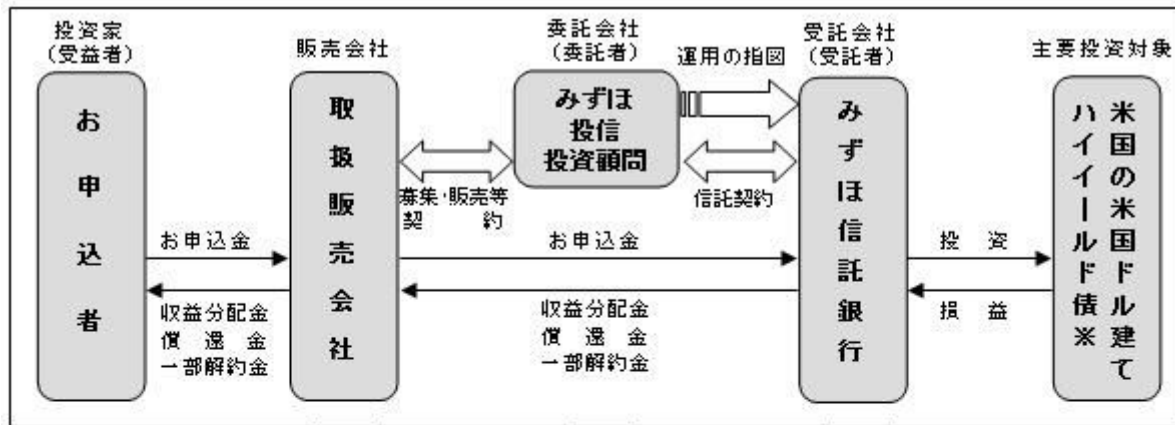 投資家
(受益者)
お申込者
販売会社
取扱販売会社
委託会社
(委託者)
みずほ
投信
投資顧問
運用の指図
受託会社
(受託者)
みずほ信託銀行
主要投資対象
米国の米国ドル建て
ハイイールド債※
募集・販売等
契約
信託契約
お申込金
収益分配金
償還金
一部解約金
お申込金
収益分配金
償還金
一部解約金
投資
損益